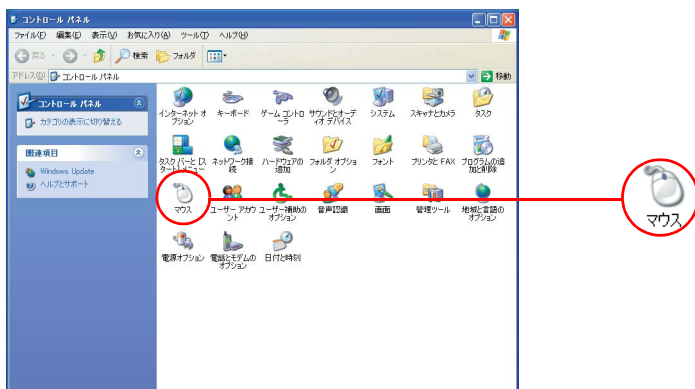 コントロール パネル
ファイル(F) 編集(E) 表示(V) お気に入り(A) ツール(T) ヘルプ(H)
戻る 検索 フォルダ
アドレス(D) コントロール パネル 移動
コントロール パネル
カテゴリの表示に切り替える
関連項目
Windows Update
ヘルプとサポート
インターネット オ
プション
キーボード
ゲーム コントロ
ーラ
サウンドとオーデ
ィオ デバイス
システム
スキャナとカメラ
タスク
タスク バーと [ス
タート] メニュー
ネットワーク接
続
ハードウェアの
追加
フォルダ オプショ
ン
フォント
プリンタと FAX
プログラムの追
加と削除
マウス
ユーザー アカウ
ント
ユーザー補助の
オプション
音声認識
画面
管理ツール
地域と言語の
オプション
電源オプション
電話とモデムの
オプション
日付と時刻
マウス